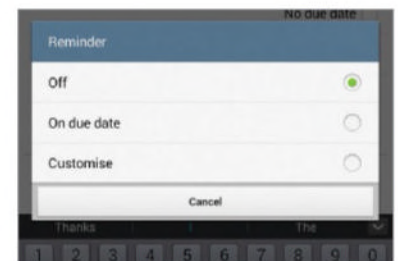 No due date
Reminder
Off
On due date
Customise
Cancel
Thanks I The
1 2 3 4 5 6 7 8 9 0